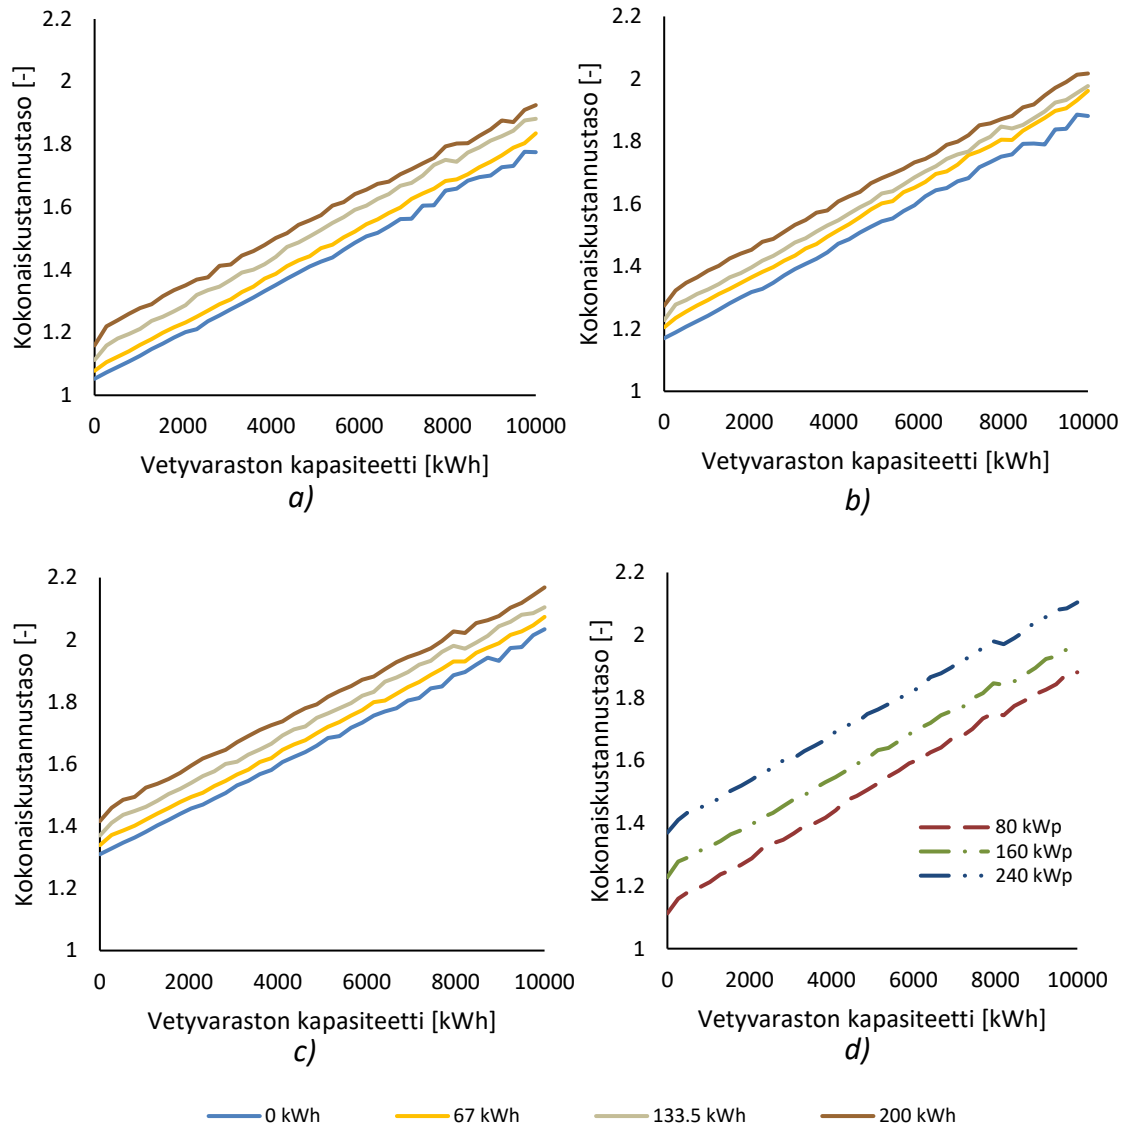 Kokonaiskustannustaso [-]
2.2
2
1.8
1.6
1.4
1.2
1
0 2000 4000 6000 8000 10000
Vetyvaraston kapasiteetti [kWh]
a)
Kokonaiskustannustaso [-]
2.2
2
1.8
1.6
1.4
1.2
1
0 2000 4000 6000 8000 10000
Vetyvaraston kapasiteetti [kWh]
b)
Kokonaiskustannustaso [-]
2.2
2
1.8
1.6
1.4
1.2
1
0 2000 4000 6000 8000 10000
Vetyvaraston kapasiteetti [kWh]
c)
Kokonaiskustannustaso [-]
2.2
2
1.8
1.6
1.4
1.2
1
80 kWp
160 kWp
240 kWp
0 2000 4000 6000 8000 10000
Vetyvaraston kapasiteetti [kWh]
d)
0 kWh 67 kWh 133.5 kWh 200 kWh